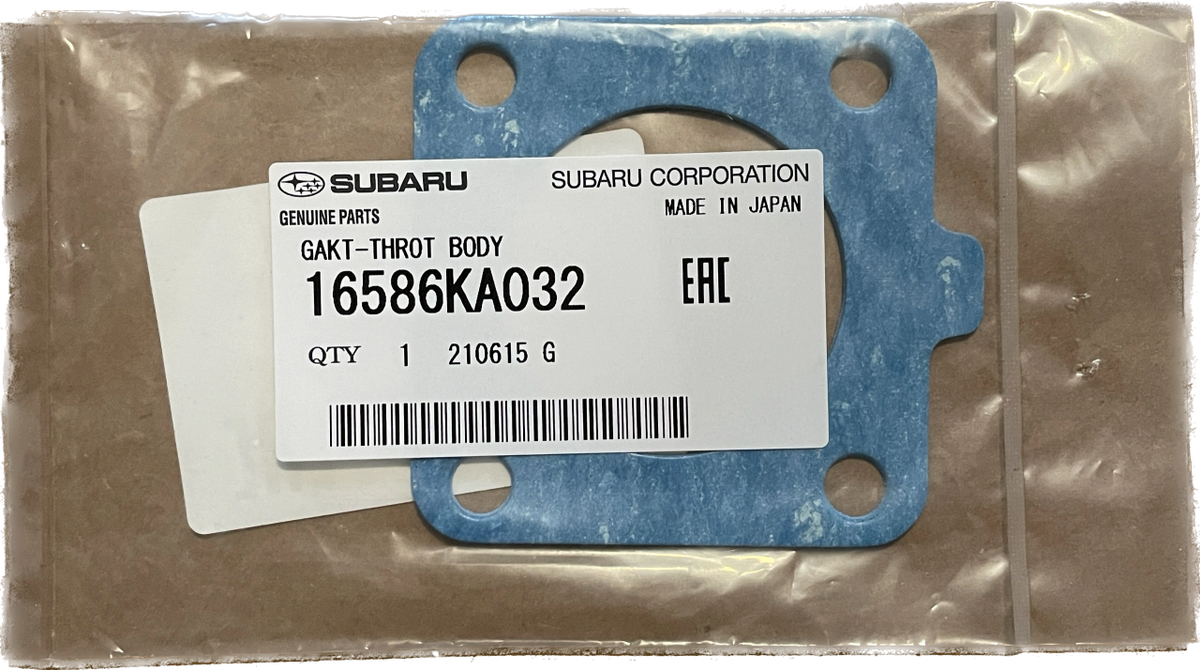 SUBARU
SUBARU CORPORATION
GENUINE PARTS
MADE IN JAPAN
GAKT-THROT BODY
16586KA032
EAC
QTY 1 210615 G